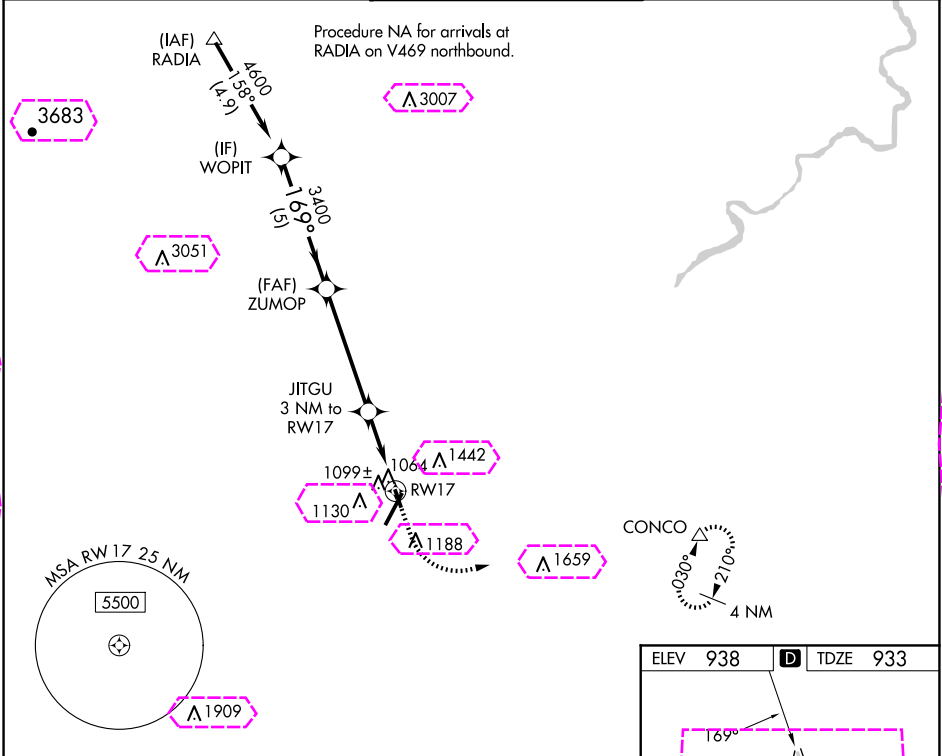 Procedure NA for arrivals at
RADIA on V469 northbound.
(IAF)
RADIA
4600
158°
(4.9)
3007
3683
(IF)
WOPIT
3400
169°
(5)
3051
(FAF)
ZUMOP
JITGU
3 NM to
RW17
1442
1099±
1064
RW17
1130
1188
1659
CONCO
030°
210°
4 NM
MSA RW 17 25 NM
5500
1909
ELEV 938 D TDZE 933
169°